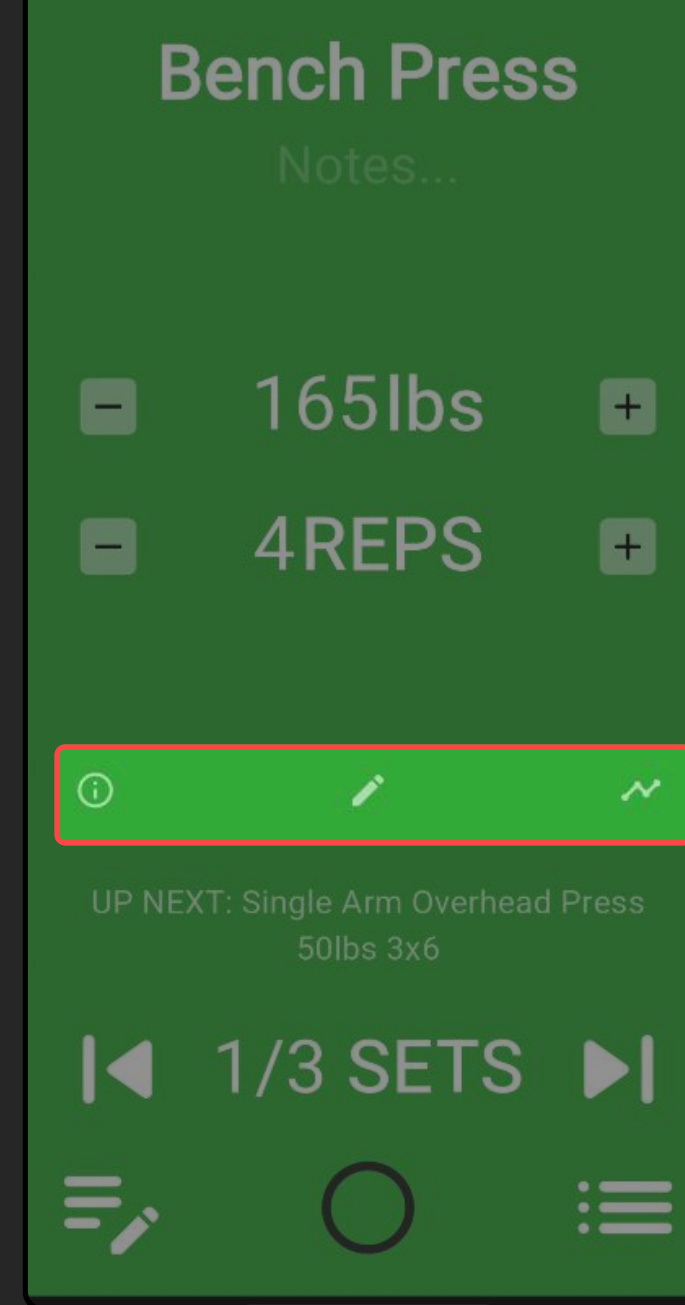 Bench Press
Notes...
165lbs
4REPS
UP NEXT: Single Arm Overhead Press
50lbs 3x6
1/3 SETS